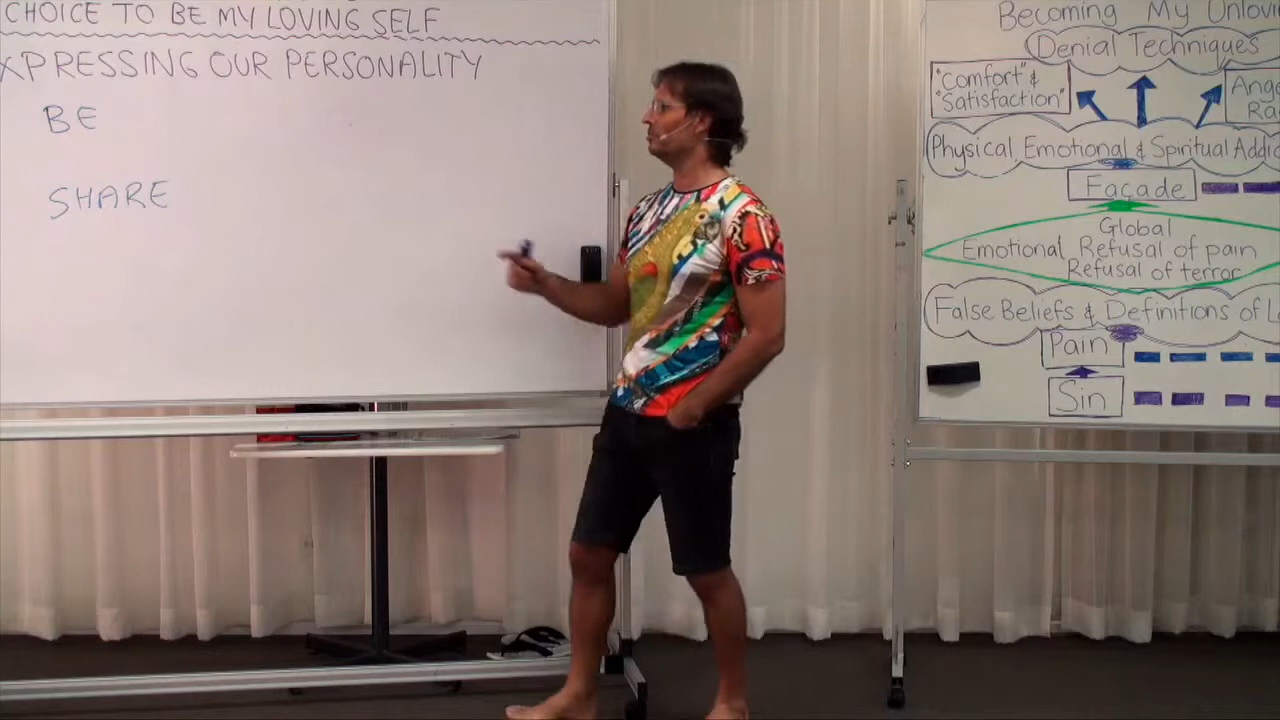 CHOICE TO BE MY LOVING SELF
XPRESSING OUR PERSONALITY
BE
SHARE
Becoming My Unlovi
Denial Techniques
"Comfort" &
"Satisfaction"
Ange
Ra
Physical Emotional & Spiritual Addic
Façade
Global
Emotional Refusal of pain
Refusal of terror
False Beliefs & Definitions of L
Pain
Sin